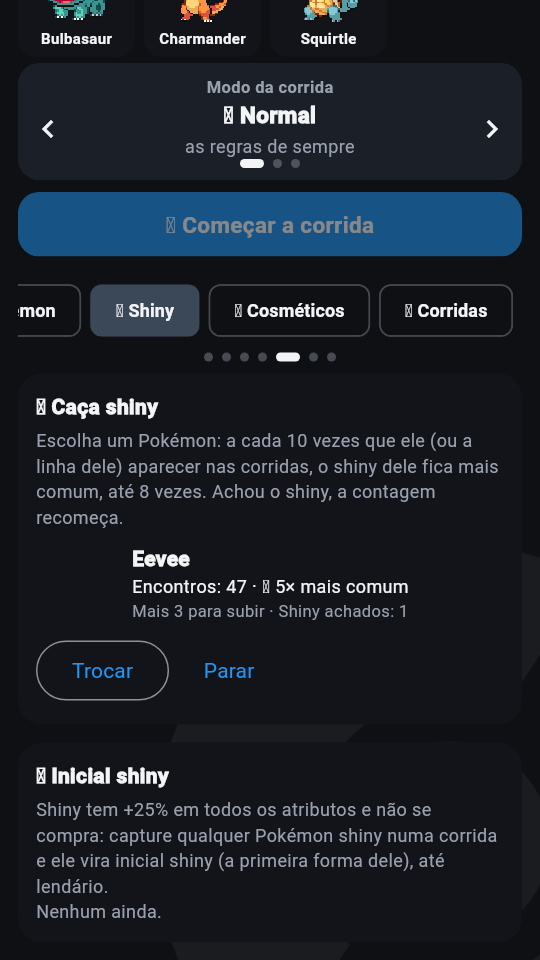 Bulbasaur
Charmander
Squirtle
Modo da corrida
Normal
as regras de sempre
Começar a corrida
mon
Shiny
Cosméticos
Corridas
Caça shiny
Escolha um Pokémon: a cada 10 vezes que ele (ou a
linha dele) aparecer nas corridas, o shiny dele fica mais
comum, até 8 vezes. Achou o shiny, a contagem
recomeça.
Eevee
Encontros: 47 · 5× mais comum
Mais 3 para subir · Shiny achados: 1
Trocar
Parar
Inicial shiny
Shiny tem +25% em todos os atributos e não se
compra: capture qualquer Pokémon shiny numa corrida
e ele vira inicial shiny (a primeira forma dele), até
lendário.
Nenhum ainda.